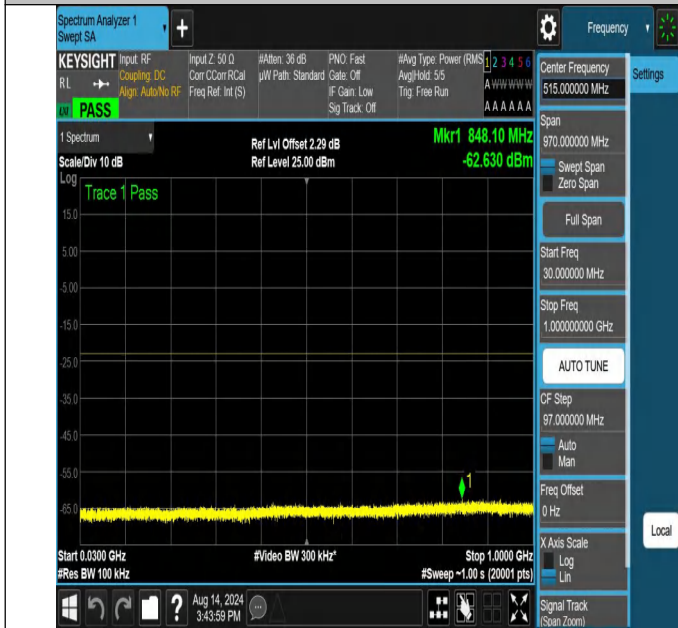 Spectrum Analyzer 1
Swept SA
+
Frequency
KEYSIGHT
RL
PASS
Input: RF
Coupling: DC
Align: Auto/No RF
Input Z: 50 Ω
Corr CCorr RCal
Freq Ref: Int (S)
#Atten: 36 dB
µW Path: Standard
PNO: Fast
Gate: Off
IF Gain: Low
Sig Track: Off
#Avg Type: Power (RMS
Avg|Hold: 5/5
Trig: Free Run
1 2 3 4 5 6
A W W W W W
A A A A A A
Settings
1 Spectrum
Scale/Div 10 dB
Ref Lvl Offset 2.29 dB
Ref Level 25.00 dBm
Mkr1 848.10 MHz
-62.630 dBm
Log
Trace 1 Pass
15.0
5.00
-5.00
-15.0
-25.0
-35.0
-45.0
-55.0
-65.0
1
Start 0.0300 GHz
#Res BW 100 kHz
#Video BW 300 kHz*
Stop 1.0000 GHz
#Sweep ~1.00 s (20001 pts)
Center Frequency
515.000000 MHz
Span
970.000000 MHz
Swept Span
Zero Span
Full Span
Start Freq
30.000000 MHz
Stop Freq
1.000000000 GHz
AUTO TUNE
CF Step
97.000000 MHz
Auto
Man
Freq Offset
0 Hz
X Axis Scale
Log
Lin
Signal Track
(Span Zoom)
Local
?
Aug 14, 2024
3:43:59 PM